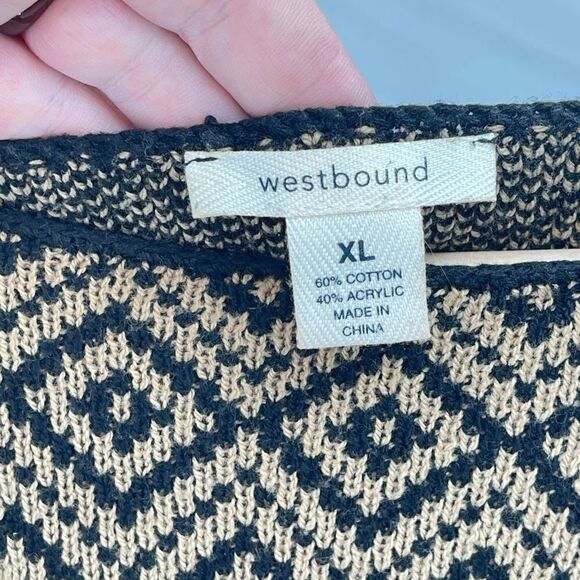 westbound
XL
60% COTTON
40% ACRYLIC
MADE IN
CHINA